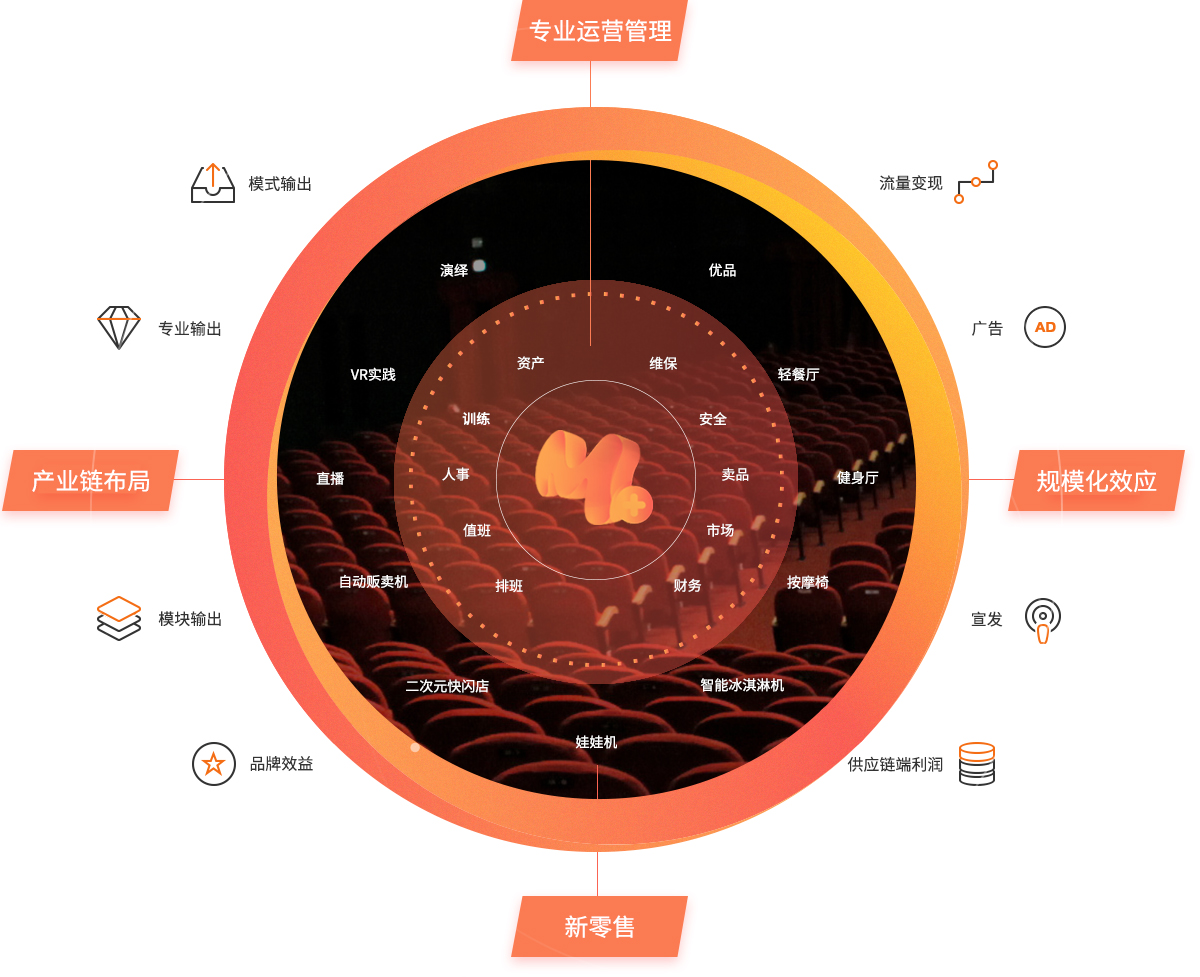 专业运营管理
模式输出
流量变现
演绎
优品
专业输出
广告
AD
资产
维保
VR实践
轻餐厅
训练
安全
产业链布局
直播
人事
卖品
健身厅
规模化效应
值班
市场
自动贩卖机
排班
财务
按摩椅
模块输出
宣发
二次元快闪店
智能冰淇淋机
娃娃机
品牌效益
供应链端利润
新零售